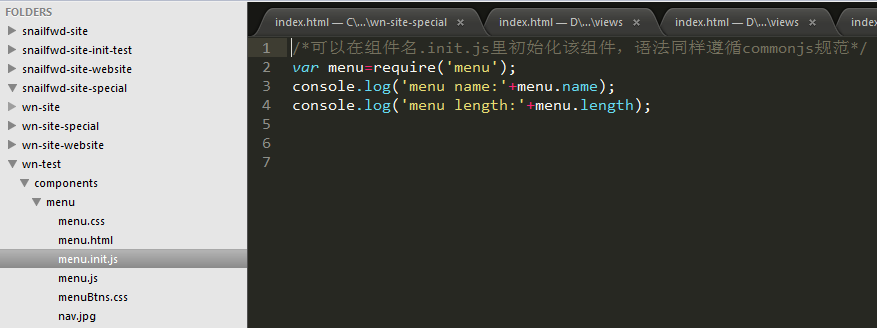 FOLDERS
snailfwd-site
snailfwd-site-init-test
snailfwd-site-website
snailfwd-site-special
wn-site
wn-site-special
wn-site-website
wn-test
components
menu
menu.css
menu.html
menu.init.js
menu.js
menuBtns.css
nav.jpg
index.html — C\...\wn-site-special ×
index.html — D\...\views ×
index.html — D\...\views ×
index
1 /*可以在组件名.init.js里初始化该组件，语法同样遵循commonjs规范*/
2 var menu=require('menu');
3 console.log('menu name:'+menu.name);
4 console.log('menu length:'+menu.length);
5
6
7